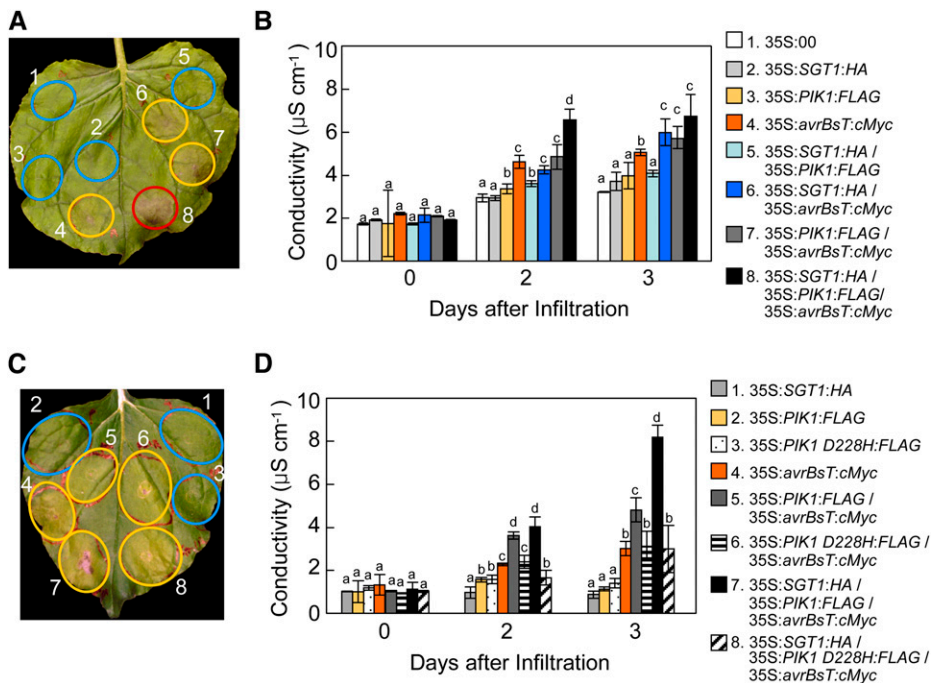 A
1
5
6
2
3
7
4
8
B
Conductivity (µS cm⁻¹)
10
8
6
4
2
0
a a a a a a a a
a a b c b c c d
a a a b a c c c
0 2 3
Days after Infiltration
1. 35S:00
2. 35S:SGT1:HA
3. 35S:PIK1:FLAG
4. 35S:avrBsT:cMyc
5. 35S:SGT1:HA /
35S:PIK1:FLAG
6. 35S:SGT1:HA /
35S:avrBsT:cMyc
7. 35S:PIK1:FLAG /
35S:avrBsT:cMyc
8. 35S:SGT1:HA /
35S:PIK1:FLAG/
35S:avrBsT:cMyc
C
2
1
5 6
4
3
7
8
D
Conductivity (µS cm⁻¹)
10
8
6
4
2
0
a a a a a a a a
a b b c d c d b
a a a b c b d b
0 2 3
Days after Infiltration
1. 35S:SGT1:HA
2. 35S:PIK1:FLAG
3. 35S:PIK1 D228H:FLAG
4. 35S:avrBsT:cMyc
5. 35S:PIK1:FLAG /
35S:avrBsT:cMyc
6. 35S:PIK1 D228H:FLAG /
35S:avrBsT:cMyc
7. 35S:SGT1:HA /
35S:PIK1:FLAG /
35S:avrBsT:cMyc
8. 35S:SGT1:HA /
35S:PIK1 D228H:FLAG /
35S:avrBsT:cMyc